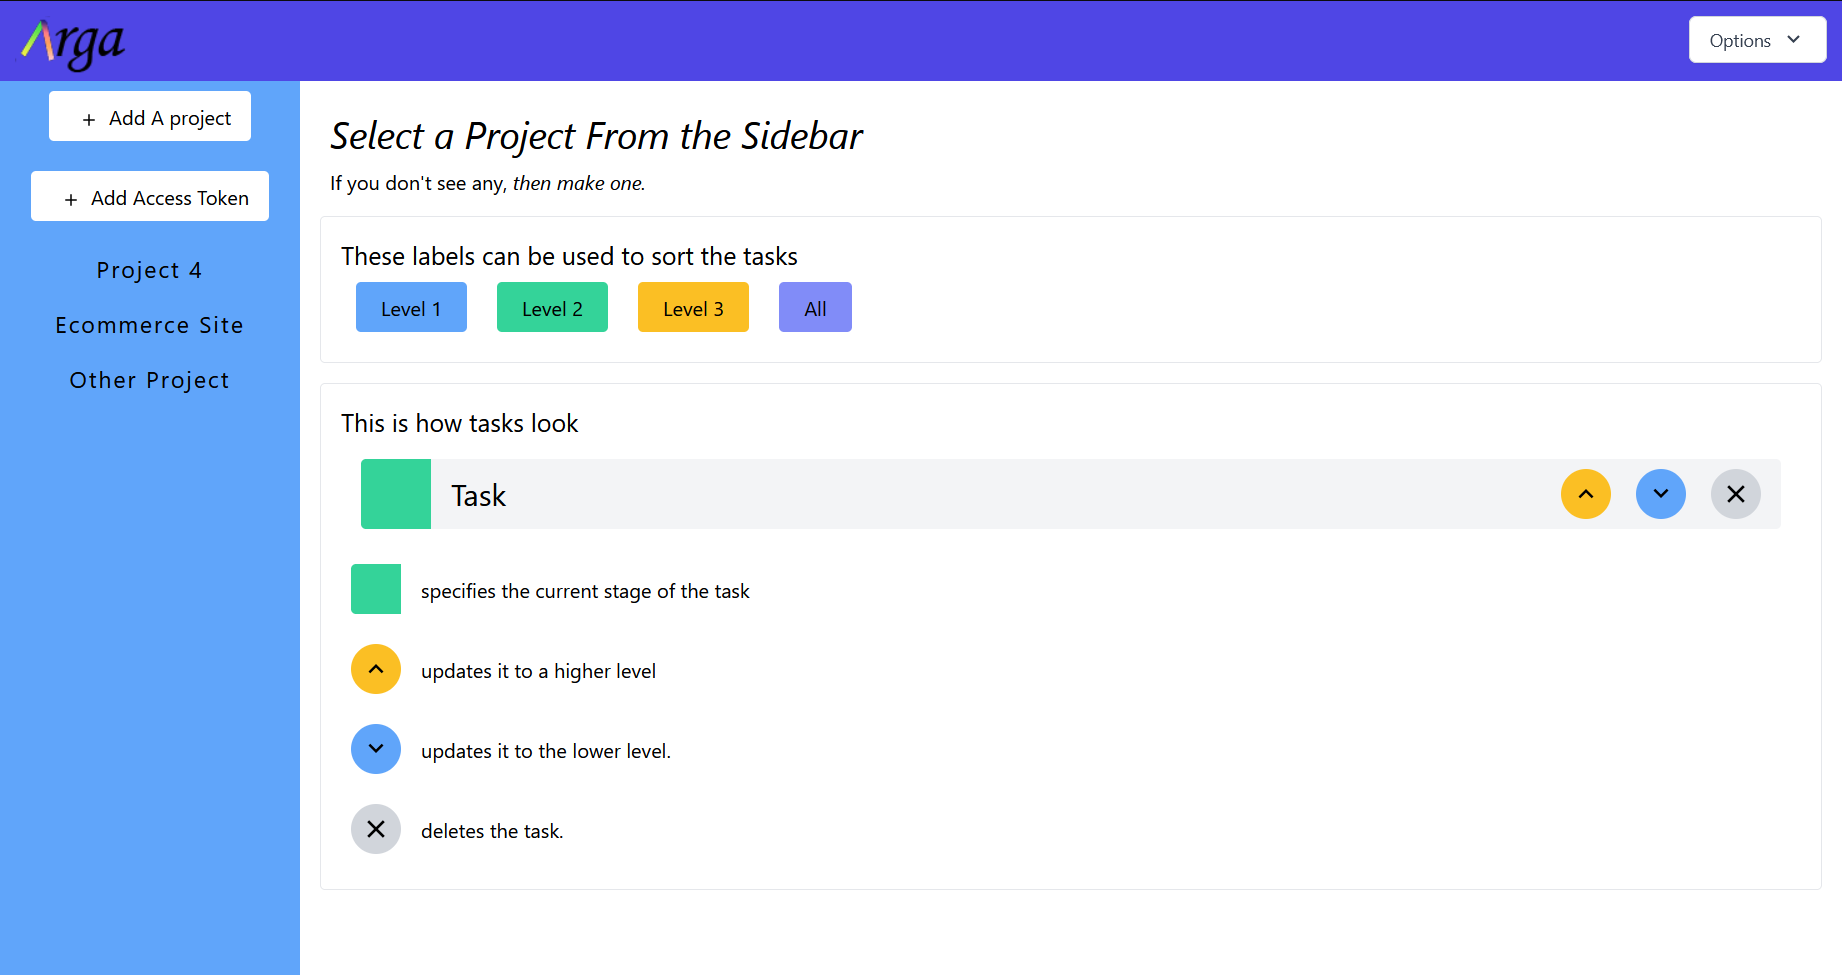 Arga
Options
+ Add A project
+ Add Access Token
Project 4
Ecommerce Site
Other Project
Select a Project From the Sidebar
If you don't see any, then make one.
These labels can be used to sort the tasks
Level 1
Level 2
Level 3
All
This is how tasks look
Task
specifies the current stage of the task
updates it to a higher level
updates it to the lower level.
deletes the task.